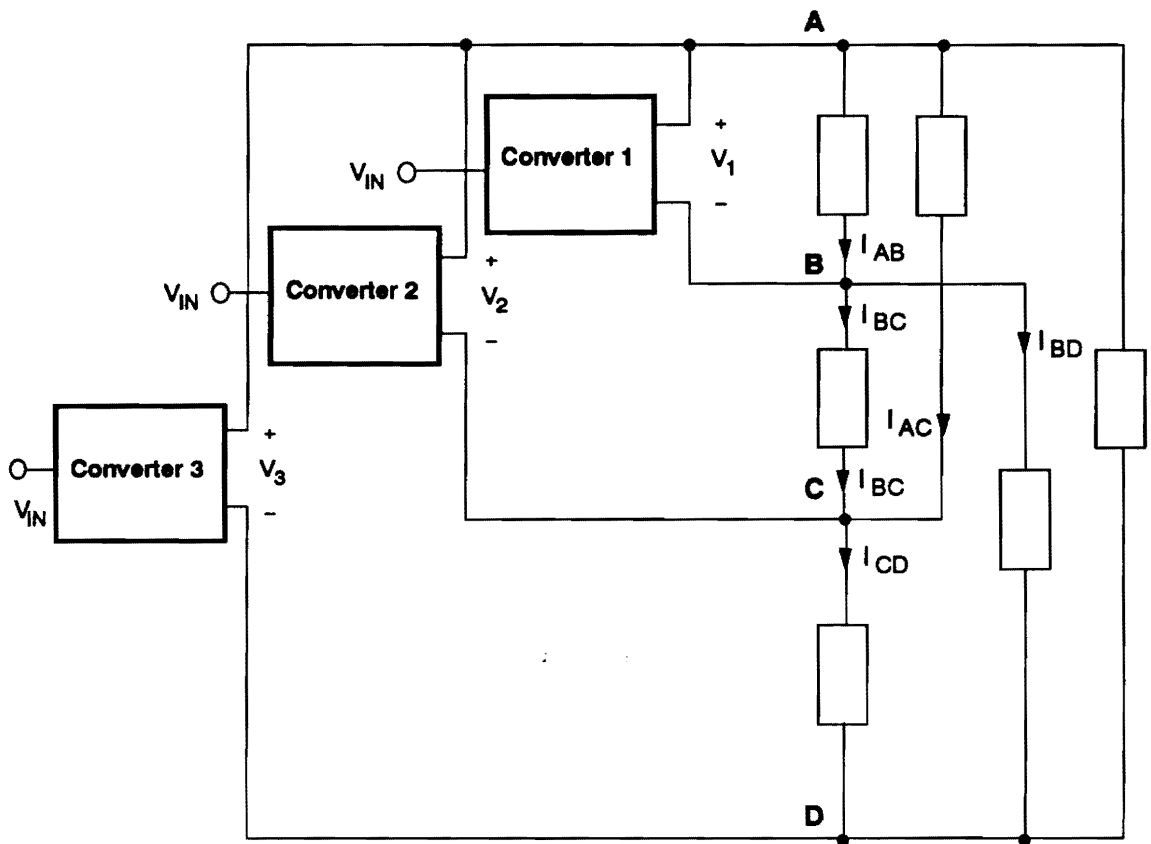 A
+
Converter 1
V1
VIN
−
IAB
B
+
Converter 2
V2
VIN
−
IBC
IBD
IAC
+
Converter 3
V3
VIN
−
C
IBC
ICD
D